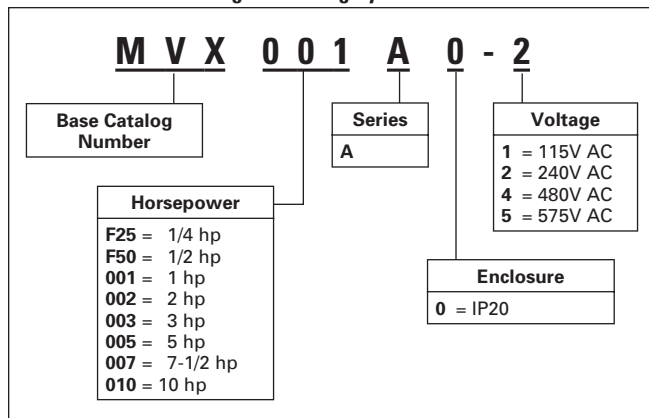 M V X 0 0 1 A 0 - 2
Base Catalog
Number
Series
A
Voltage
1 = 115V AC
2 = 240V AC
4 = 480V AC
5 = 575V AC
Horsepower
F25 = 1/4 hp
F50 = 1/2 hp
001 = 1 hp
002 = 2 hp
003 = 3 hp
005 = 5 hp
007 = 7-1/2 hp
010 = 10 hp
Enclosure
0 = IP20